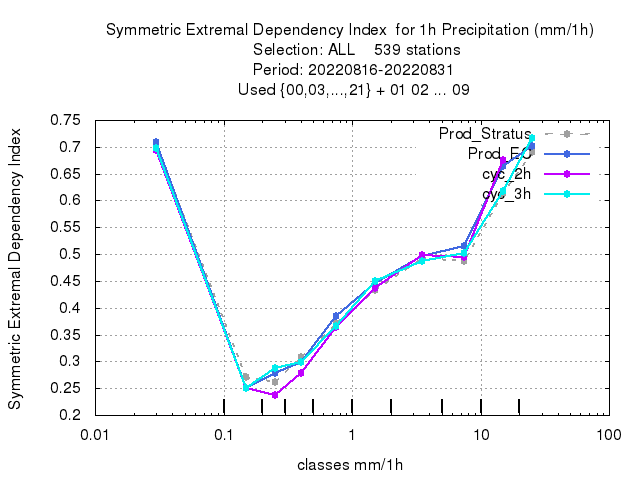 Symmetric Extremal Dependency Index  for 1h Precipitation (mm/1h)
Selection: ALL    539 stations
Period: 20220816-20220831
Used {00,03,...,21} + 01 02 ... 09
Symmetric Extremal Dependency Index
0.75
0.7
0.65
0.6
0.55
0.5
0.45
0.4
0.35
0.3
0.25
0.2
Prod_Stratus
Prod_EC
cyc_2h
cyc_3h
0.01
0.1
1
10
100
classes mm/1h